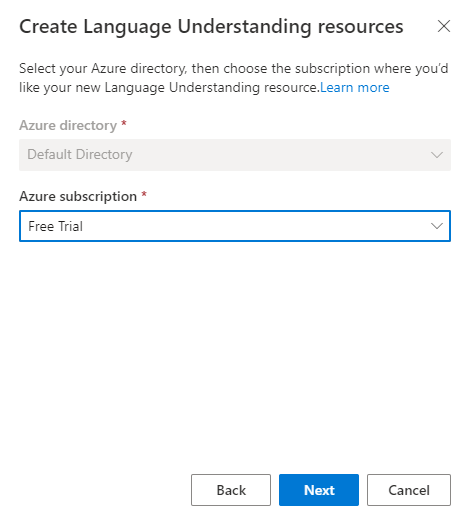 Create Language Understanding resources
Select your Azure directory, then choose the subscription where you'd
like your new Language Understanding resource.Learn more
Azure directory *
Default Directory
Azure subscription *
Free Trial
Back Next Cancel